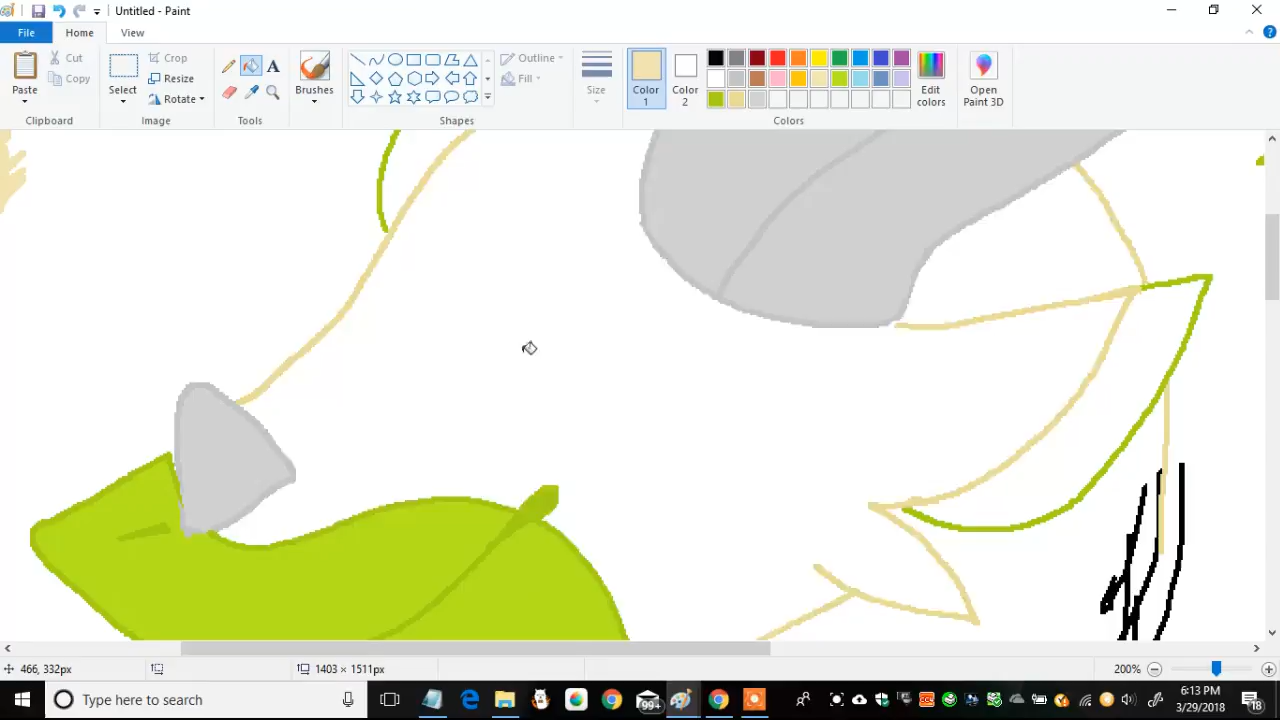 Untitled - Paint
File
Home
View
Paste
Cut
Copy
Clipboard
Select
Crop
Resize
Rotate
Image
A
Tools
Brushes
Shapes
Outline
Fill
Size
Color 1
Color 2
Colors
Edit colors
Open Paint 3D
466, 332px
1403 × 1511px
200%
Type here to search
99+
6:13 PM
3/29/2018
18